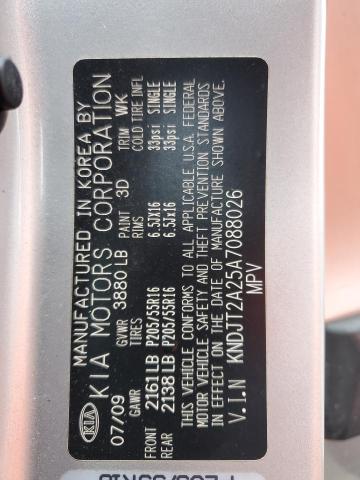 MANUFACTURED IN KOREA BY
KIA KIA MOTORS CORPORATION
07/09 GVWR 3880 LB PAINT 3D TRIM WK
GAWR TIRES RIMS COLD TIRE INFL
FRONT 2161LB P205/55R16 6.5Jx16 33psi SINGLE
REAR 2138LB P205/55R16 6.5Jx16 33psi SINGLE
THIS VEHICLE CONFORMS TO ALL APPLICABLE U.S.A. FEDERAL
MOTOR VEHICLE SAFETY AND THEFT PREVENTION STANDARDS
IN EFFECT ON THE DATE OF MANUFACTURE SHOWN ABOVE.
V.I.N KNDJT2A25A7088026
MPV